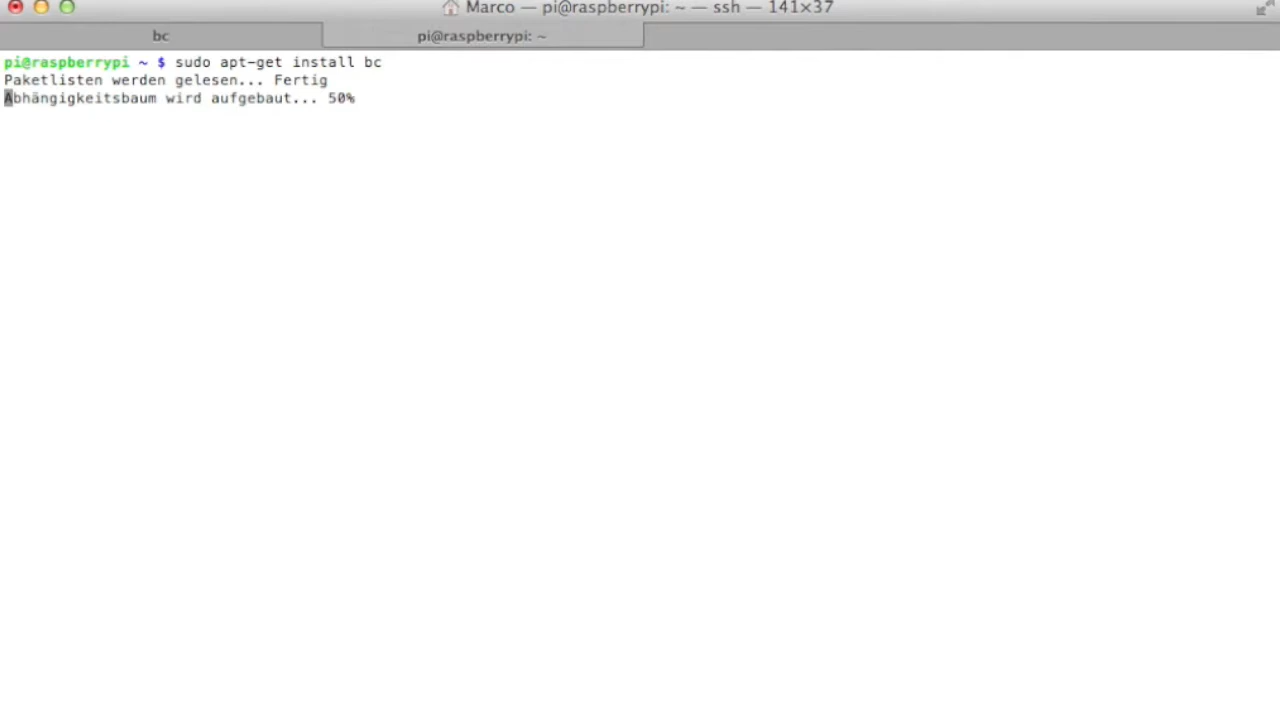 Marco — pi@raspberrypi: ~ — ssh — 141×37
bc
pi@raspberrypi: ~
pi@raspberrypi ~ $ sudo apt-get install bc
Paketlisten werden gelesen... Fertig
Abhängigkeitsbaum wird aufgebaut... 50%